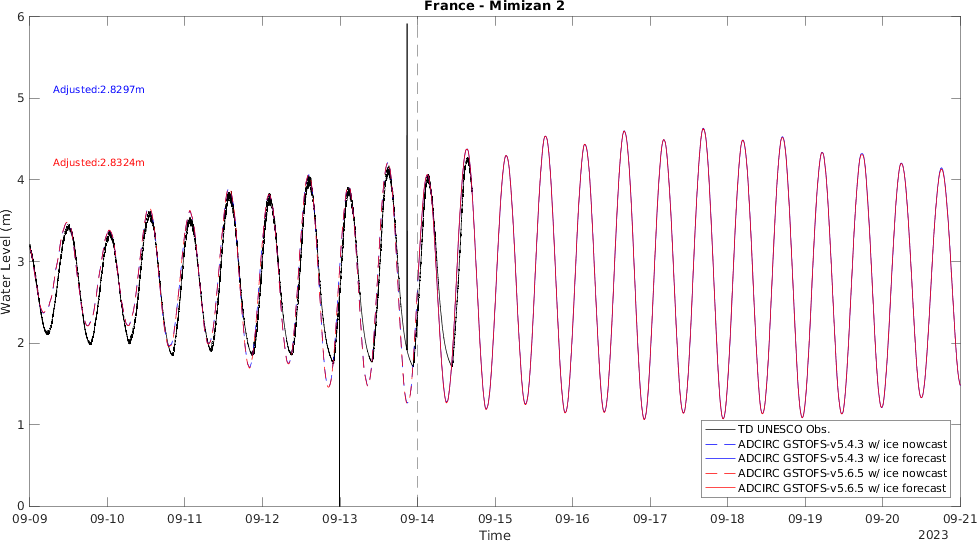 France - Mimizan 2
6
5
4
3
2
1
0
Water Level (m)
Adjusted:2.8297m
Adjusted:2.8324m
TD UNESCO Obs.
ADCIRC GSTOFS-v5.4.3 w/ ice nowcast
ADCIRC GSTOFS-v5.4.3 w/ ice forecast
ADCIRC GSTOFS-v5.6.5 w/ ice nowcast
ADCIRC GSTOFS-v5.6.5 w/ ice forecast
09-09 09-10 09-11 09-12 09-13 09-14 09-15 09-16 09-17 09-18 09-19 09-20 09-21
Time
2023